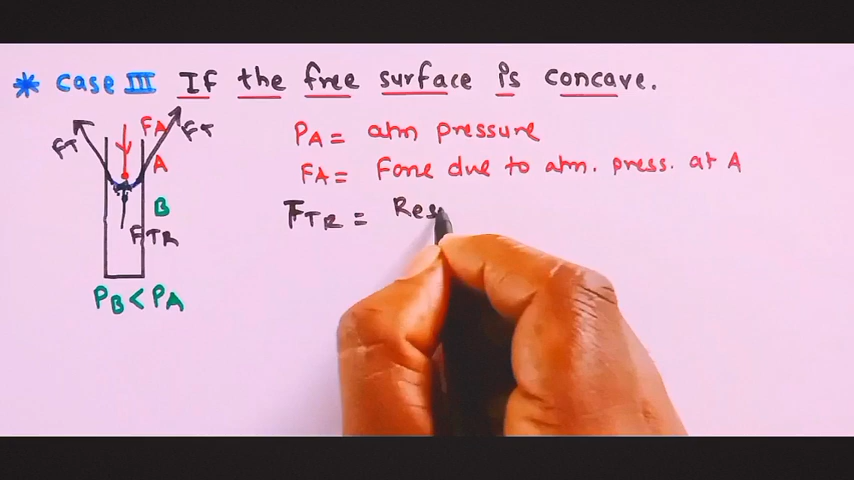 * Case III If the free surface is concave.
FT FA FT
A
B
FTR
PB < PA
PA = atm pressure
FA = Force due to atm. press. at A
FTR = Res